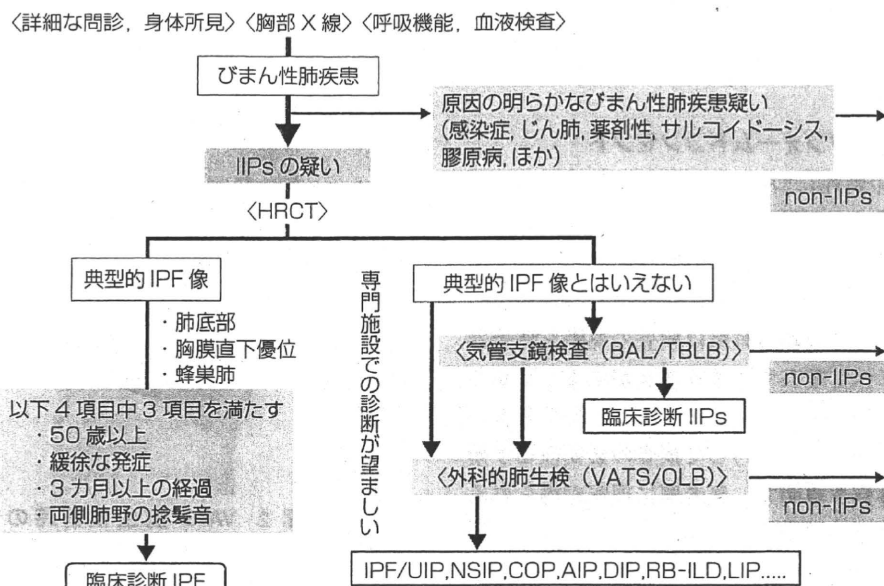 〈詳細な問診,身体所見〉〈胸部X線〉〈呼吸機能,血液検査〉
びまん性肺疾患
原因の明らかなびまん性肺疾患疑い
(感染症,じん肺,薬剤性,サルコイドーシス,
膠原病,ほか)
IIPsの疑い
non-IIPs
〈HRCT〉
典型的IPF像
・肺底部
・胸膜直下優位
・蜂巣肺
以下4項目中3項目を満たす
・50歳以上
・緩徐な発症
・3カ月以上の経過
・両側肺野の捻髪音
臨床診断IPF
専門施設での診断が望ましい
典型的IPF像とはいえない
〈気管支鏡検査(BAL/TBLB)〉
non-IIPs
臨床診断IIPs
〈外科的肺生検(VATS/OLB)〉
non-IIPs
IPF/UIP,NSIP,COP,AIP,DIP,RB-ILD,LIP.....